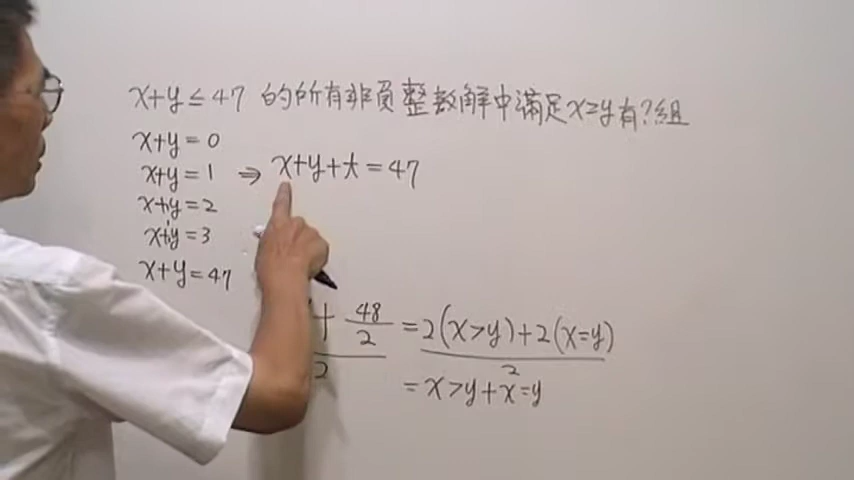 x+y≤47 的所有非負整數解中滿足x≥y有?組
x+y=0
x+y=1 ⇒ x+y+t=47
x+y=2
x+y=3
x+y=47
+ 48/2 = 2(x>y)+2(x=y)
2 2
= x>y+x=y